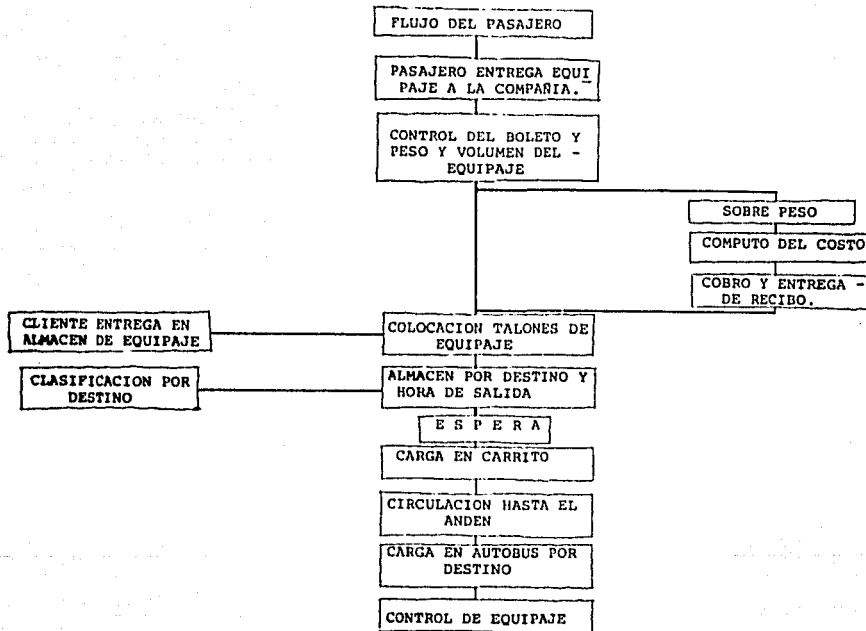 FLUJO DEL PASAJERO
PASAJERO ENTREGA EQUI
PAJE A LA COMPAÑIA.
CONTROL DEL BOLETO Y
PESO Y VOLUMEN DEL -
EQUIPAJE
SOBRE PESO
COMPUTO DEL COSTO
COBRO Y ENTREGA -
DE RECIBO.
CLIENTE ENTREGA EN
ALMACEN DE EQUIPAJE
COLOCACION TALONES DE
EQUIPAJE
CLASIFICACION POR
DESTINO
ALMACEN POR DESTINO Y
HORA DE SALIDA
E S P E R A
CARGA EN CARRITO
CIRCULACION HASTA EL
ANDEN
CARGA EN AUTOBUS POR
DESTINO
CONTROL DE EQUIPAJE